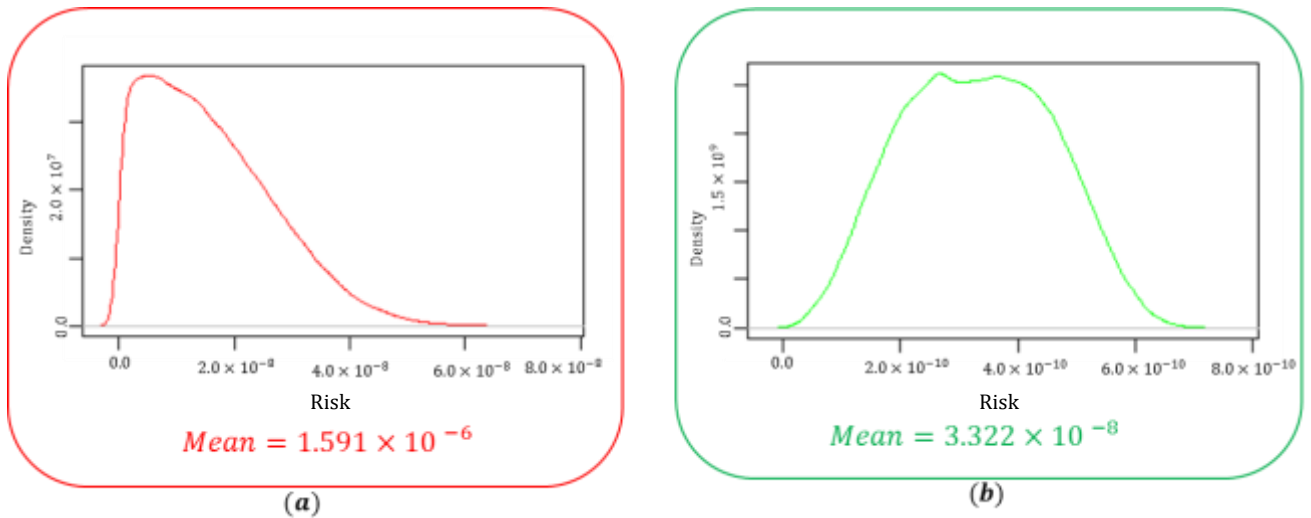 Density
2.0 × 10⁷
0.0
0.0
2.0 × 10⁻⁸
4.0 × 10⁻⁸
6.0 × 10⁻⁸
8.0 × 10⁻⁸
Risk
Mean = 1.591 × 10 ⁻⁶
(a)
Density
1.5 × 10⁹
0.0
0.0
2.0 × 10⁻¹⁰
4.0 × 10⁻¹⁰
6.0 × 10⁻¹⁰
8.0 × 10⁻¹⁰
Risk
Mean = 3.322 × 10 ⁻⁸
(b)